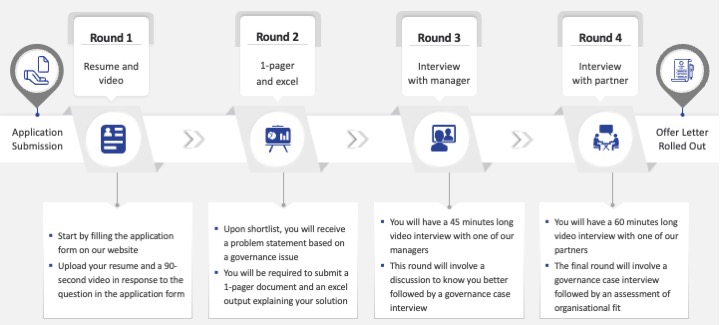 Round 1
Resume and
video
Round 2
1-pager
and excel
Round 3
Interview
with manager
Round 4
Interview
with partner
Application
Submission
Offer Letter
Rolled Out
▪ Start by filling the application
form on our website
▪ Upload your resume and a 90-
second video in response to the
question in the application form
▪ Upon shortlist, you will receive
a problem statement based on
a governance issue
▪ You will be required to submit a
1-pager document and an excel
output explaining your solution
▪ You will have a 45 minutes long
video interview with one of our
managers
▪ This round will involve a
discussion to know you better
followed by a governance case
interview
▪ You will have a 60 minutes long
video interview with one of our
partners
▪ The final round will involve a
governance case interview
followed by an assessment of
organisational fit